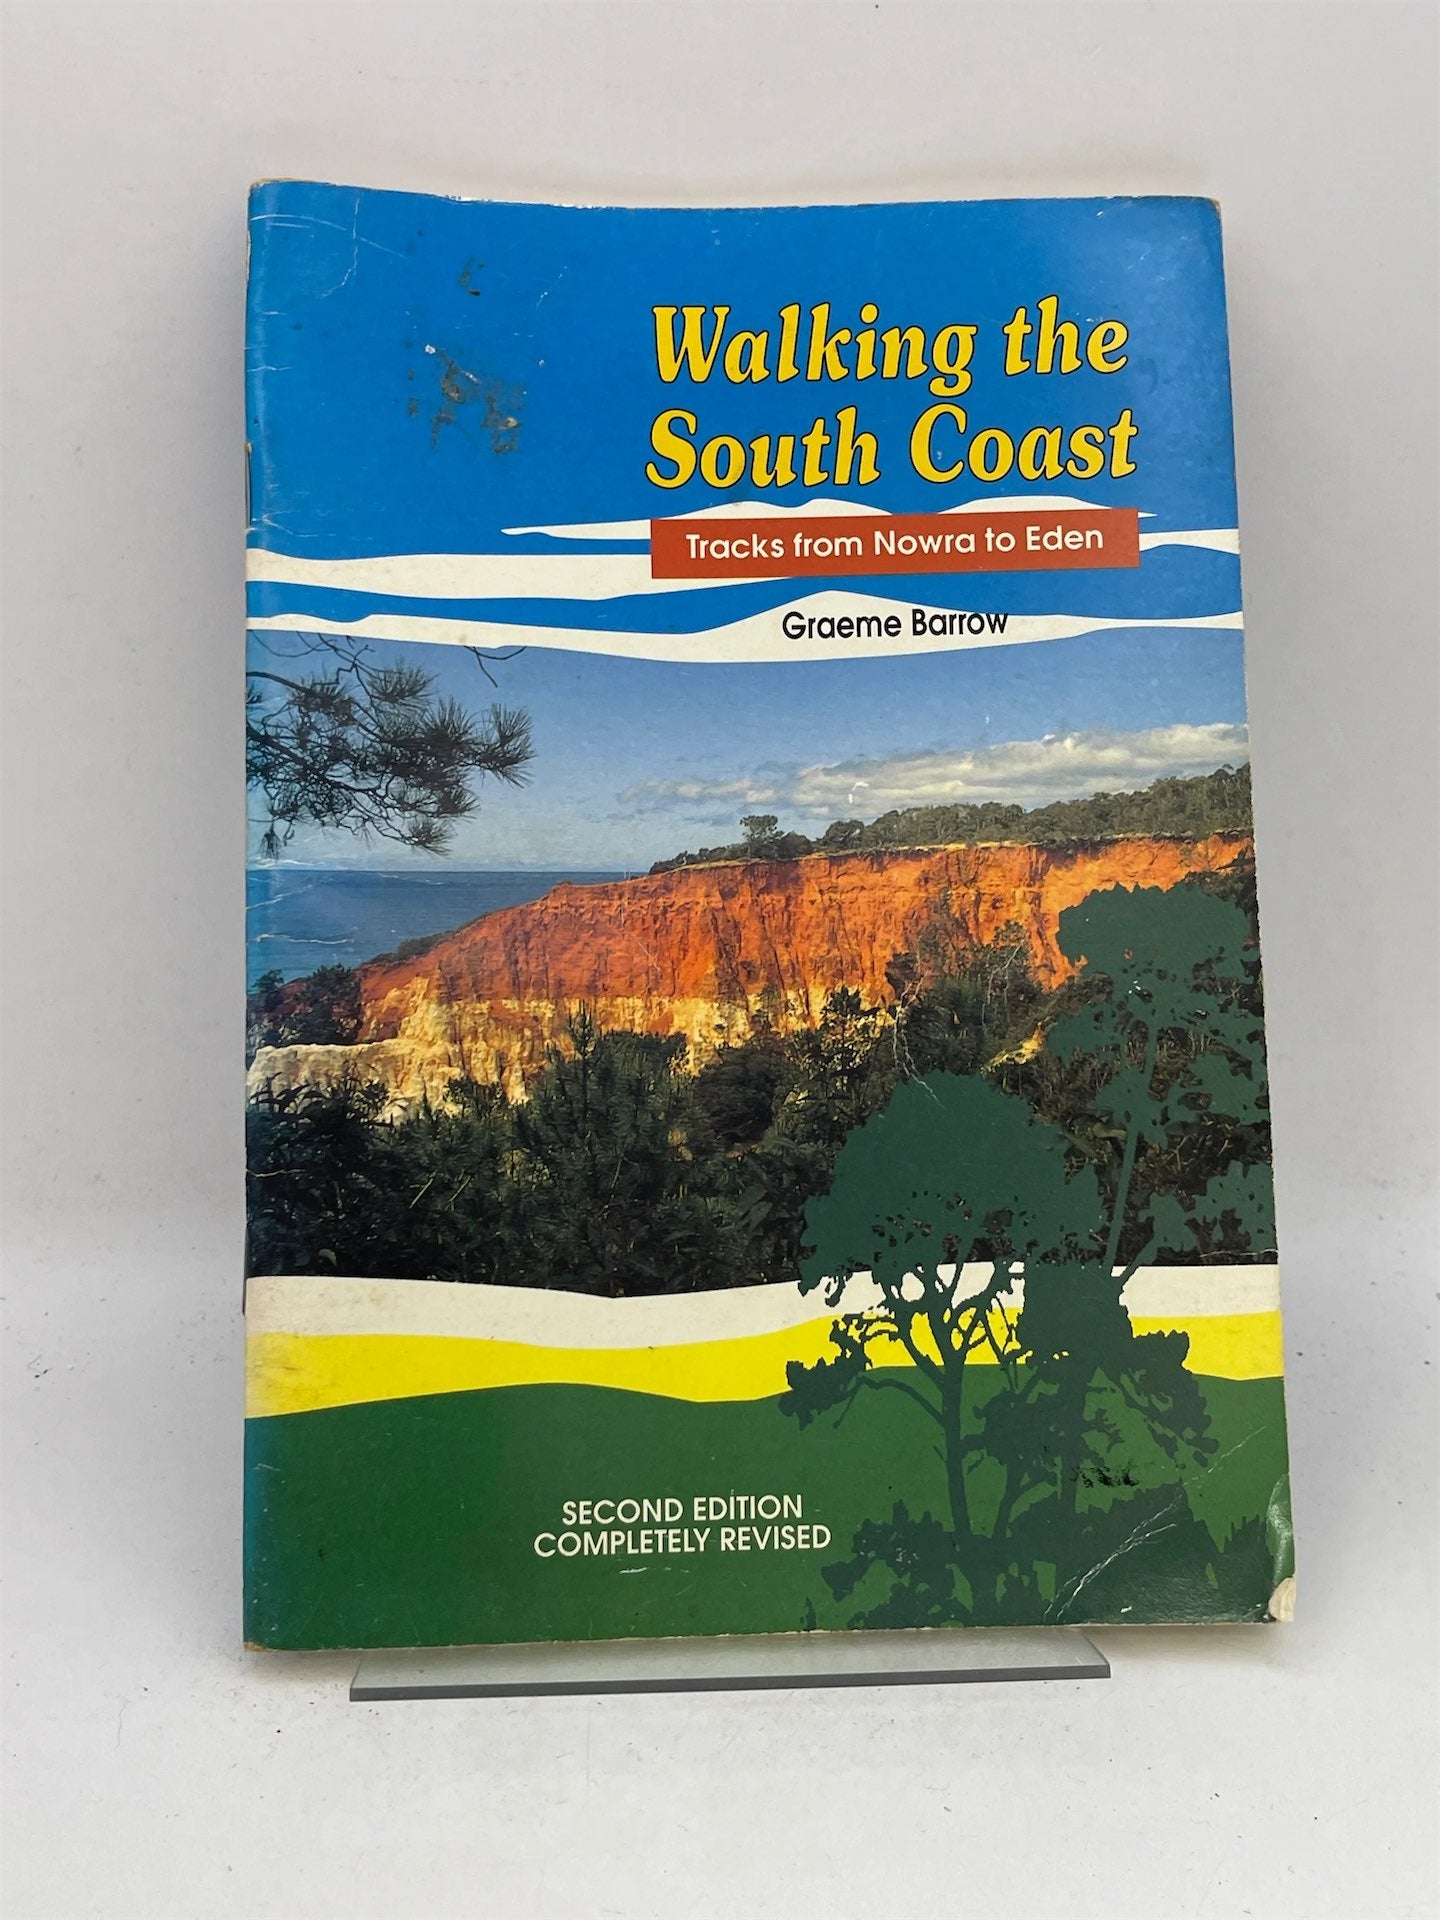 Walking the
South Coast
Tracks from Nowra to Eden
Graeme Barrow
SECOND EDITION
COMPLETELY REVISED